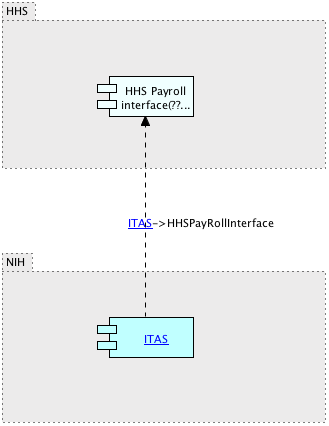 HHS
HHS Payroll
interface(??...
ITAS->HHSPayRollInterface
NIH
ITAS